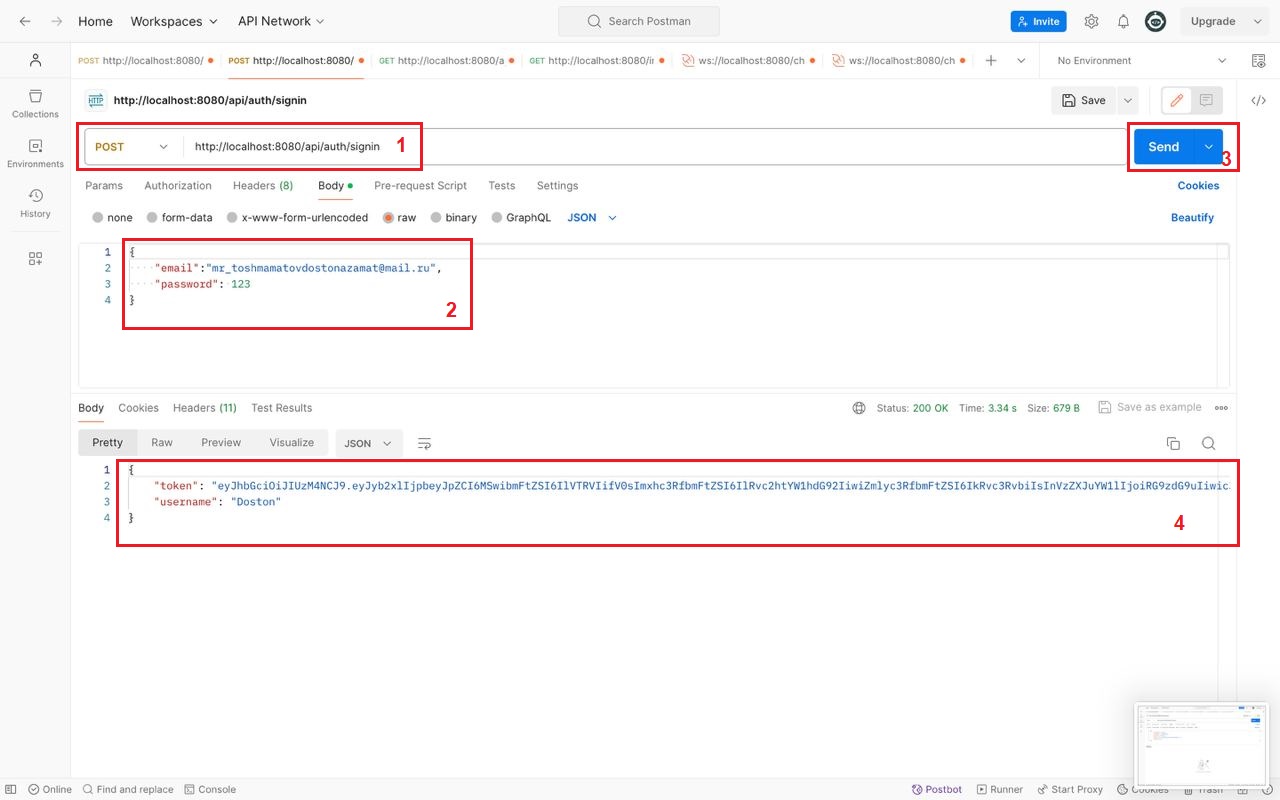 Home Workspaces API Network Search Postman Invite Upgrade
POST http://localhost:8080/ POST http://localhost:8080/ GET http://localhost:8080/a GET http://localhost:8080/ir ws://localhost:8080/ch ws://localhost:8080/ch No Environment
HTTP http://localhost:8080/api/auth/signin Save
Collections
Environments
History
POST http://localhost:8080/api/auth/signin 1 Send 3
Params Authorization Headers (8) Body Pre-request Script Tests Settings Cookies
none form-data x-www-form-urlencoded raw binary GraphQL JSON Beautify
1 {
2 "email":"mr_toshmamatovdostonazamat@mail.ru",
3 "password": 123
4 }
2
Body Cookies Headers (11) Test Results Status: 200 OK Time: 3.34 s Size: 679 B Save as example
Pretty Raw Preview Visualize JSON
1 {
2 "token": "eyJhbGciOiJIUzM4NCJ9.eyJyb2xlIjpbeyJpZCI6MSwibmFtZSI6IlVTRVIifV0sImxhc3RfbmFtZSI6IlRvc2htYW1hdG92IiwiZmlyc3RfbmFtZSI6IkRvc3RvbiIsInVzZXJuYW1lIjoiRG9zdG9uIiwic
3 "username": "Doston"
4 }
4
Online Find and replace Console Postbot Runner Start Proxy Cookies Trash